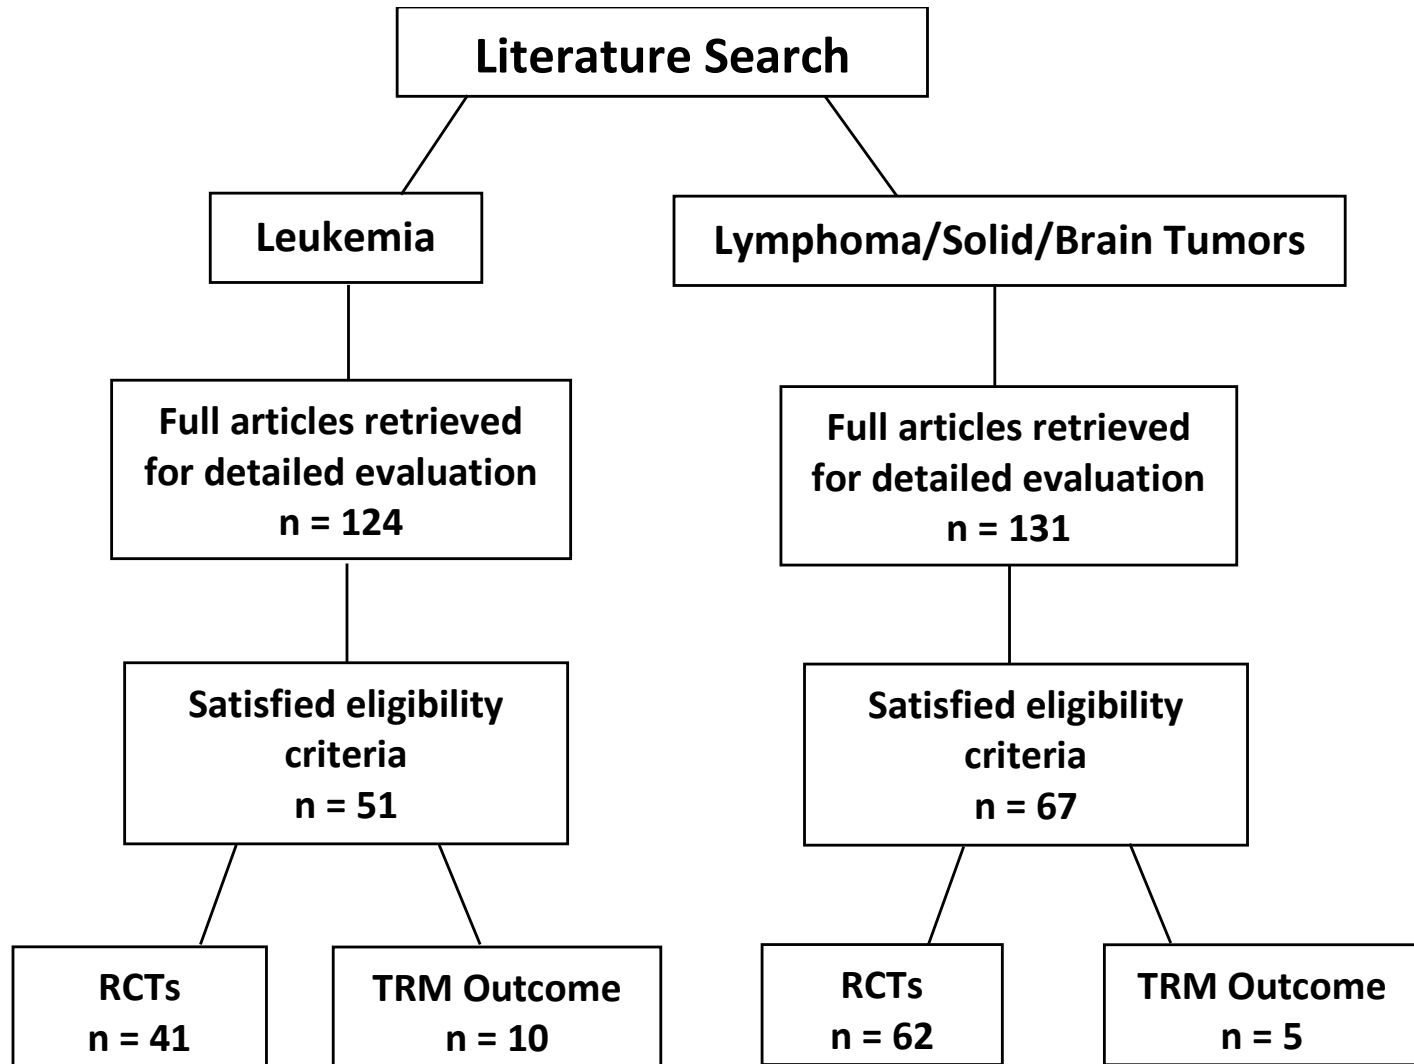 Literature Search
Leukemia
Lymphoma/Solid/Brain Tumors
Full articles retrieved
for detailed evaluation
n = 124
Full articles retrieved
for detailed evaluation
n = 131
Satisfied eligibility
criteria
n = 51
Satisfied eligibility
criteria
n = 67
RCTs
n = 41
TRM Outcome
n = 10
RCTs
n = 62
TRM Outcome
n = 5